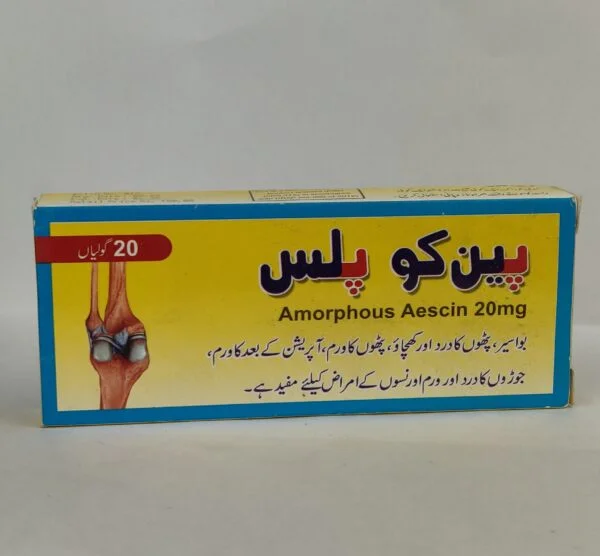 20 گولیاں
پین کو پلس
Amorphous Aescin 20mg
بواسیر، پٹھوں کا درد اور کھچاؤ، پٹھوں کا ورم، آپریشن کے بعد کا ورم،
جوڑوں کا درد اور ورم اور نسوں کے امراض کیلئے مفید ہے۔